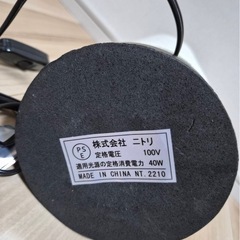 PS
E
株式会社 ニトリ
定格電圧 100V
適用光源の定格消費電力 40W
MADE IN CHINA NT.2210